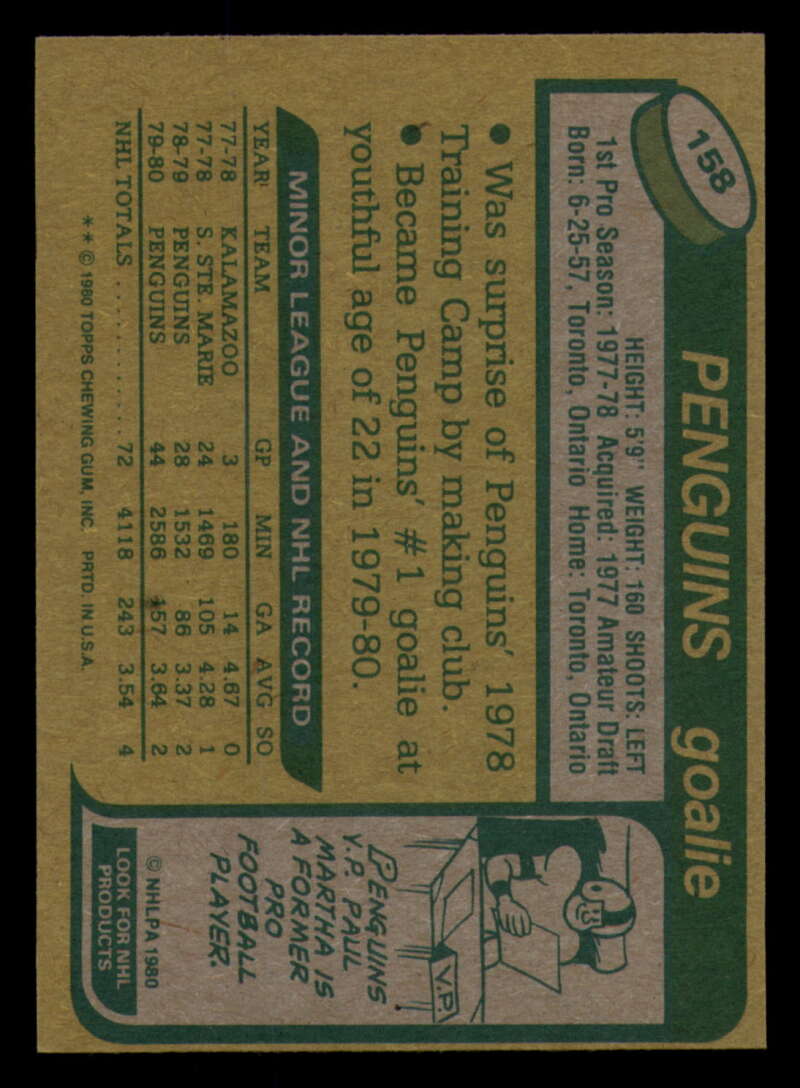 158
PENGUINS goalie
HEIGHT: 5'9" WEIGHT: 160 SHOOTS: LEFT
1st Pro Season: 1977-78 Acquired: 1977 Amateur Draft
Born: 6-25-57, Toronto, Ontario Home: Toronto, Ontario
• Was surprise of Penguins' 1978
Training Camp by making club.
• Became Penguins' #1 goalie at
youthful age of 22 in 1979-80.
MINOR LEAGUE AND NHL RECORD
YEAR TEAM GP MIN GA AVG SO
77-78 KALAMAZOO 3 180 14 4.67 0
77-78 S. STE. MARIE 24 1469 105 4.28 1
78-79 PENGUINS 28 1532 86 3.37 2
79-80 PENGUINS 44 2586 157 3.64 2
NHL TOTALS ........... 72 4118 243 3.54 4
** © 1980 TOPPS CHEWING GUM, INC. PRTD. IN U.S.A.
V.P.
PENGUINS
V.P. PAUL
MARTHA IS
A FORMER
PRO
FOOTBALL
PLAYER.
© NHLPA 1980
LOOK FOR NHL
PRODUCTS